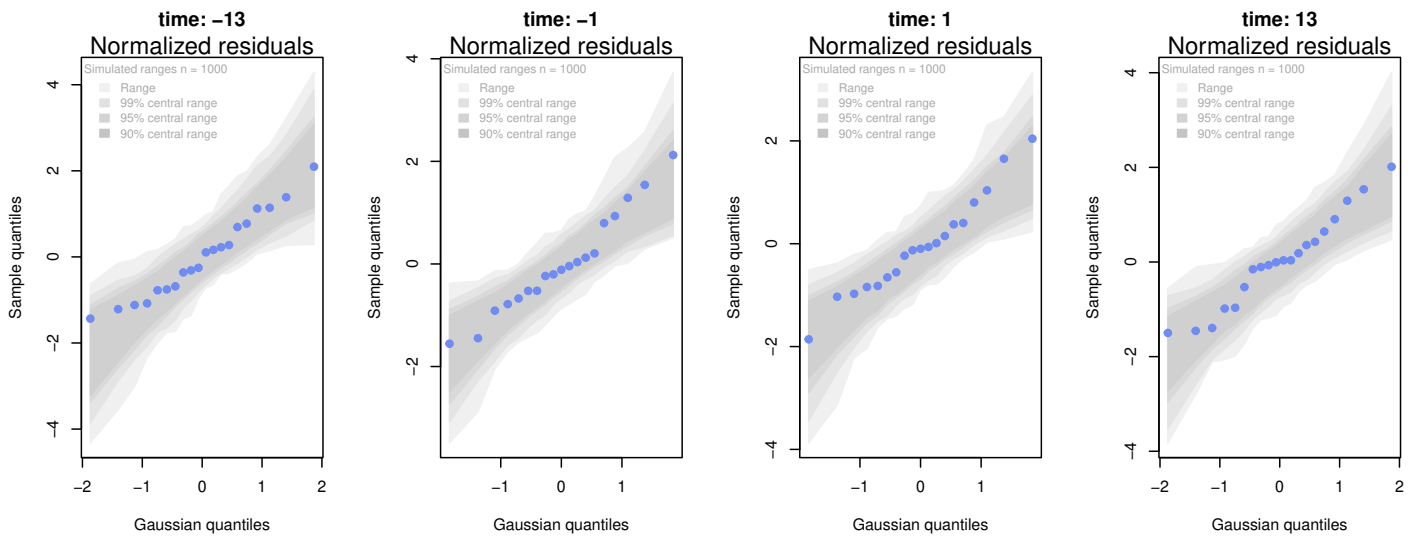 time: −13
Normalized residuals
Simulated ranges n = 1000
Range
99% central range
95% central range
90% central range
4
2
0
−2
−4
Sample quantiles
−2 −1 0 1 2
Gaussian quantiles
time: −1
Normalized residuals
Simulated ranges n = 1000
Range
99% central range
95% central range
90% central range
4
2
0
−2
Sample quantiles
−1 0 1
Gaussian quantiles
time: 1
Normalized residuals
Simulated ranges n = 1000
Range
99% central range
95% central range
90% central range
2
0
−2
−4
Sample quantiles
−1 0 1
Gaussian quantiles
time: 13
Normalized residuals
Simulated ranges n = 1000
Range
99% central range
95% central range
90% central range
4
2
0
−2
−4
Sample quantiles
−2 −1 0 1 2
Gaussian quantiles